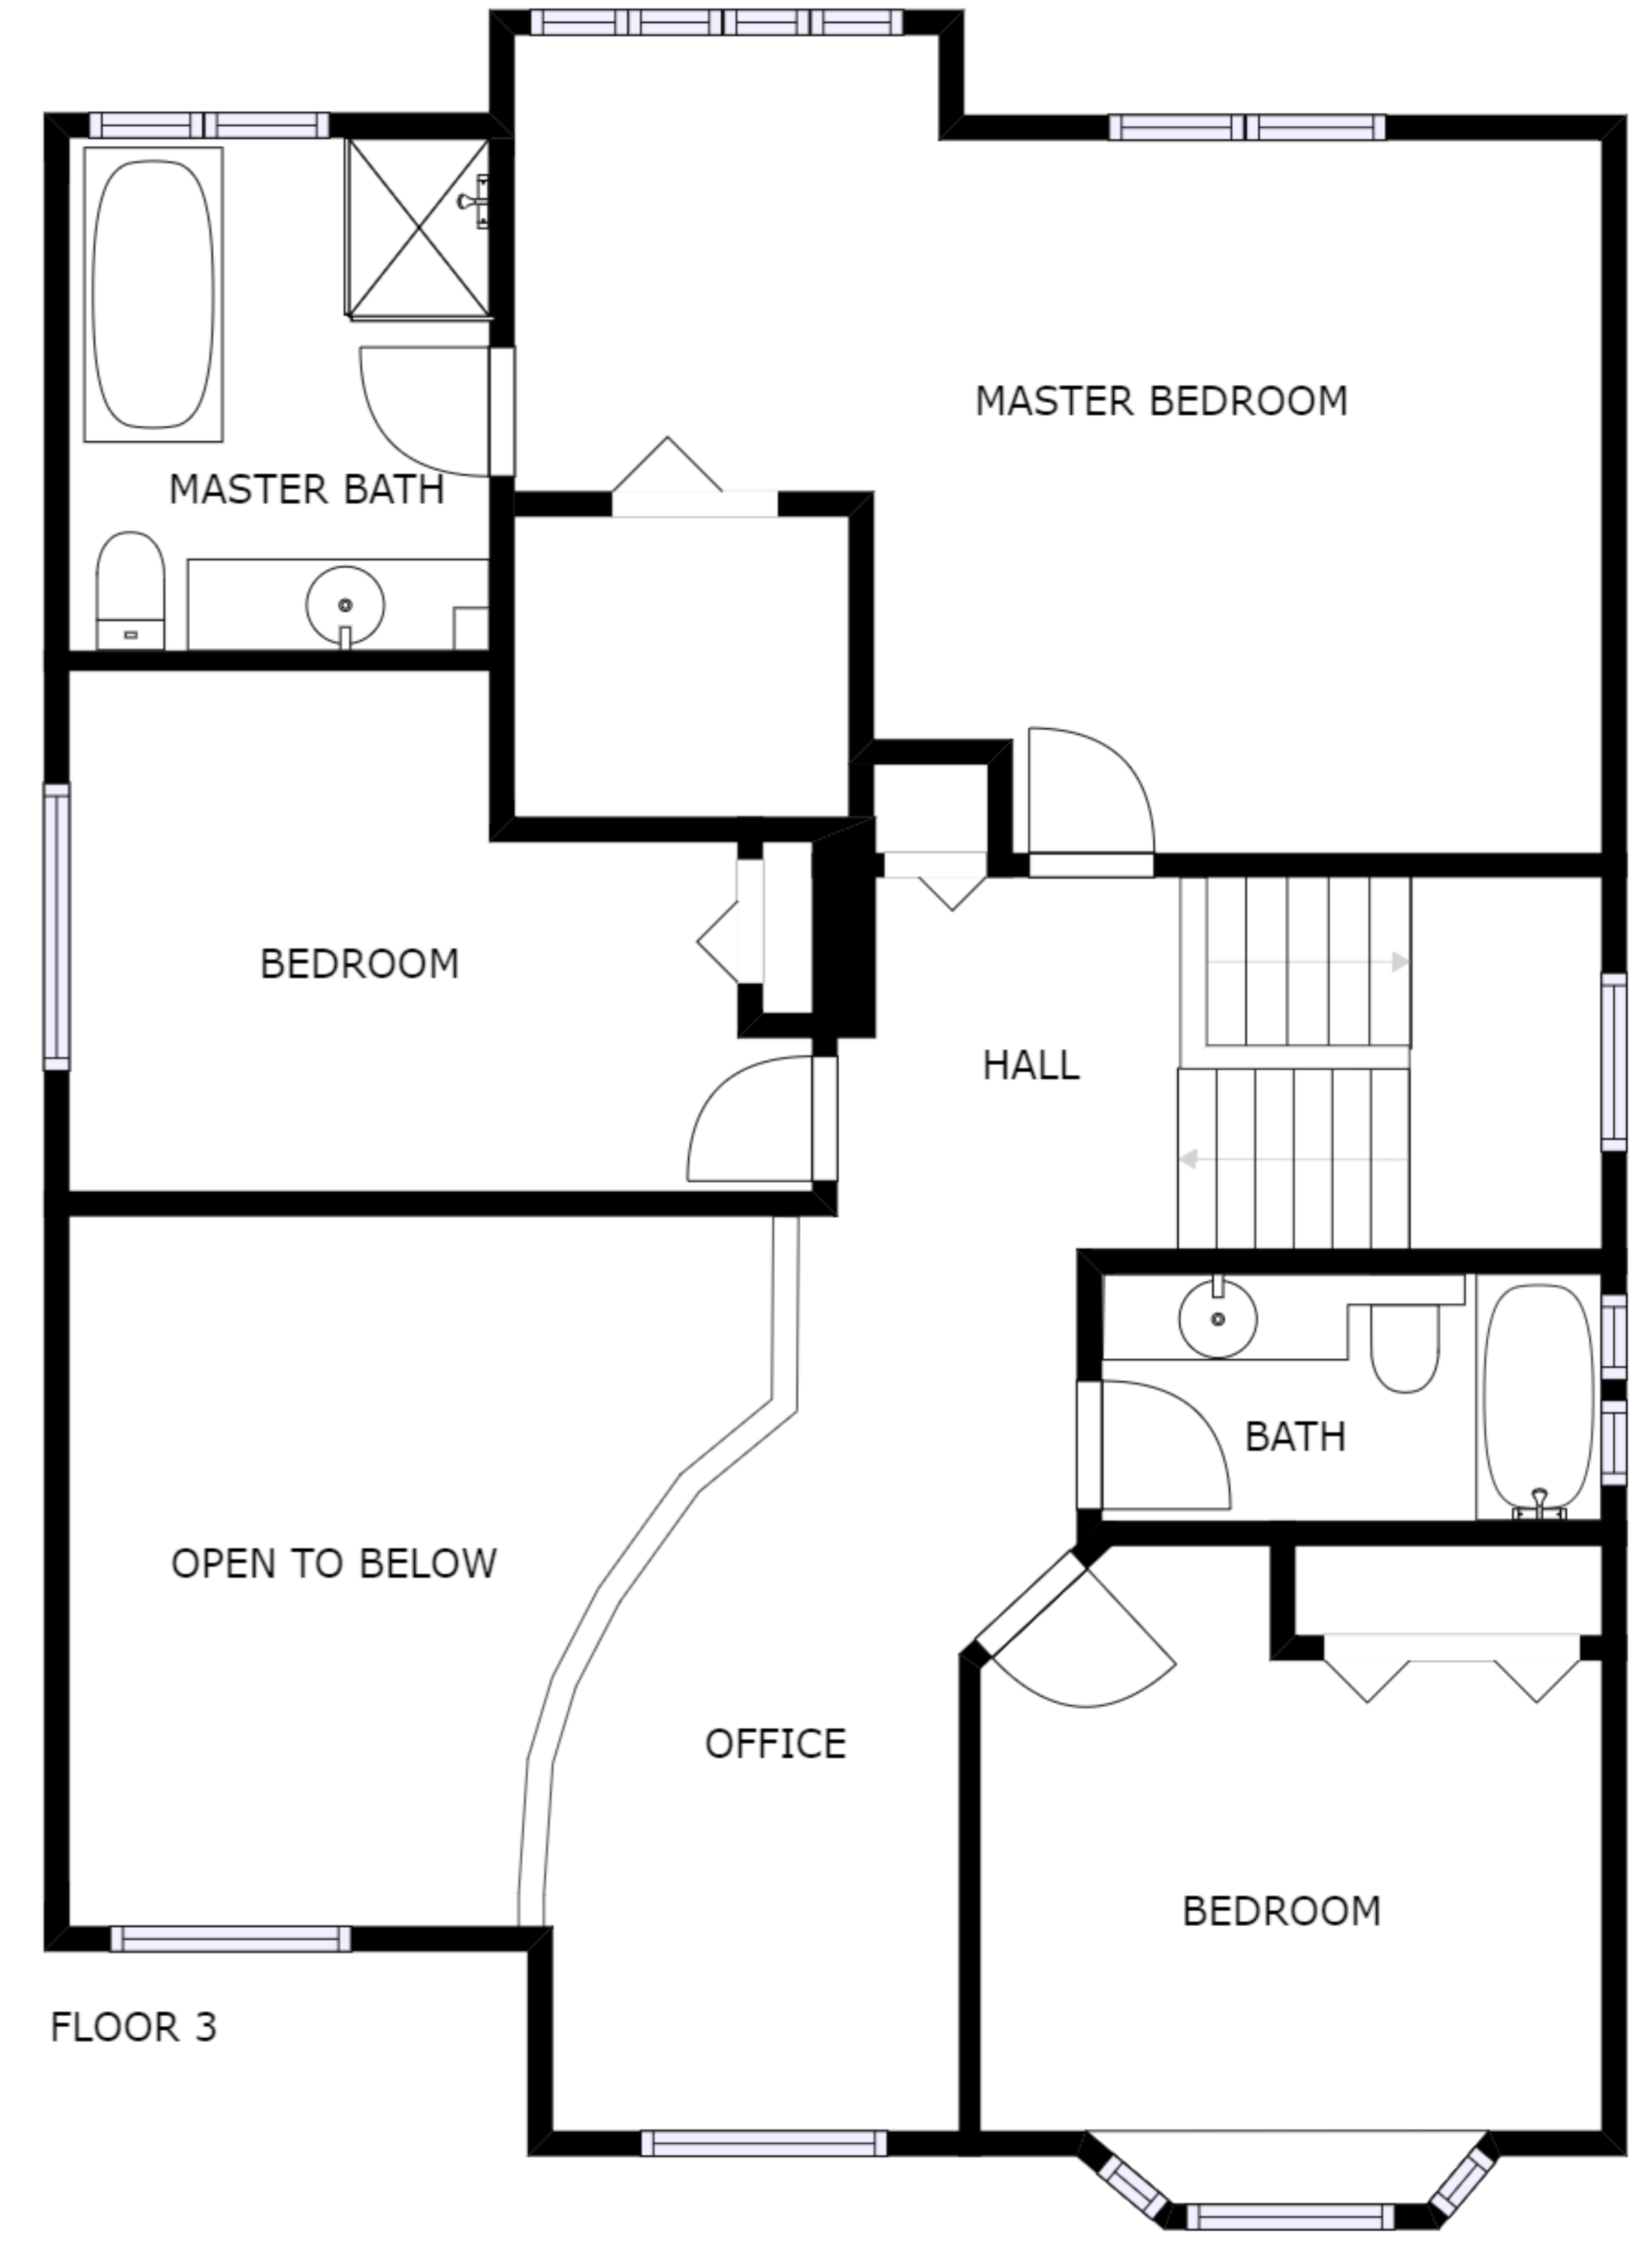 MASTER BEDROOM
MASTER BATH
BEDROOM
HALL
BATH
OPEN TO BELOW
OFFICE
BEDROOM
FLOOR 3